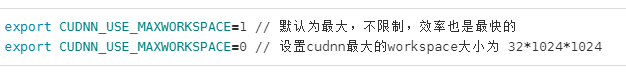 export CUDNN_USE_MAXWORKSPACE=1 // 默认为最大，不限制，效率也是最快的
export CUDNN_USE_MAXWORKSPACE=0 // 设置cudnn最大的workspace大小为 32*1024*1024